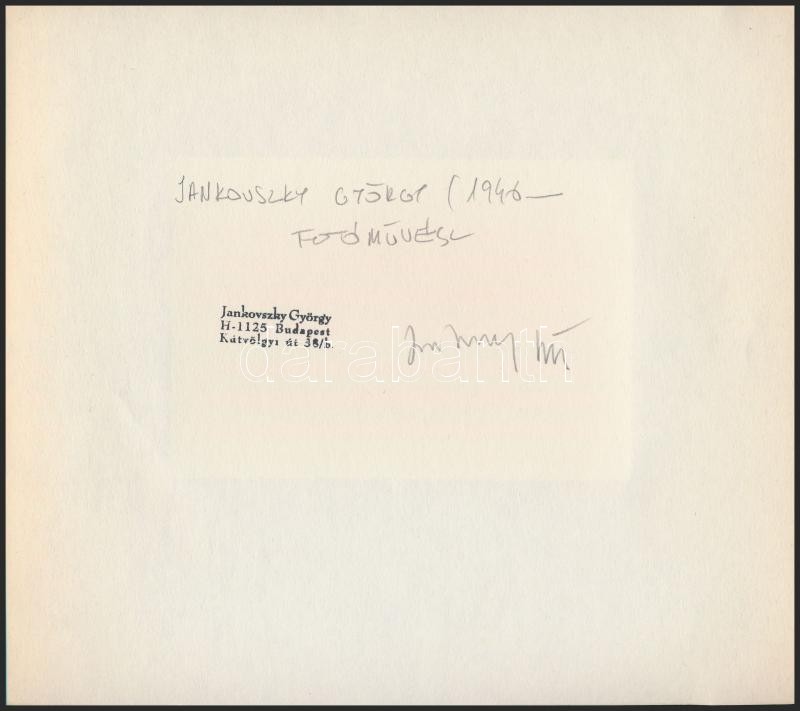 JANKOVSZKY GYÖRGY (1946—
FOTÓMŰVÉSZ
Jankovszky György
H-1125 Budapest
Kútvölgyi út 38/b.
darabanth